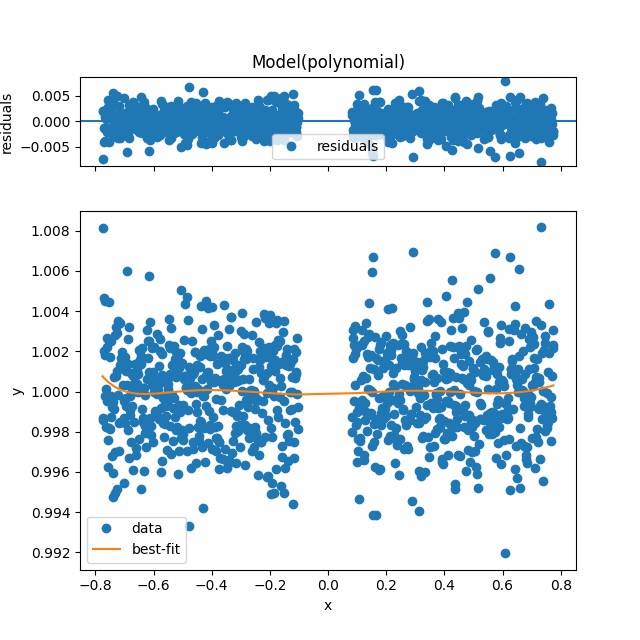 Model(polynomial)
residuals
0.005
0.000
−0.005
residuals
y
1.008
1.006
1.004
1.002
1.000
0.998
0.996
0.994
0.992
data
best-fit
−0.8 −0.6 −0.4 −0.2 0.0 0.2 0.4 0.6 0.8
x